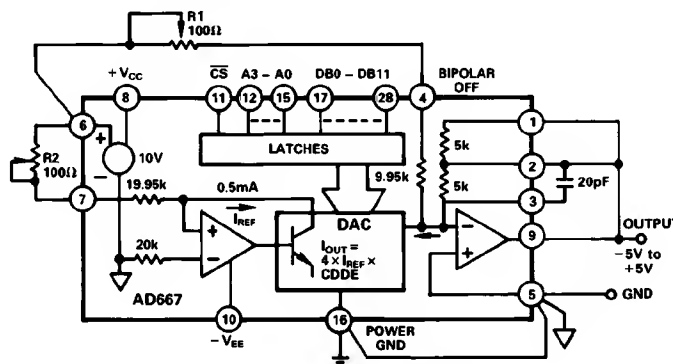 R1
100Ω
+VCC
CS A3 – A0 DB0 – DB11
BIPOLAR
OFF
8 11 12 15 17 28 4
6 1
+
10V
–
LATCHES
5k
2
R2
100Ω
9.95k
5k
20pF
7 19.95k 0.5mA
3
IREF
DAC
+ –
OUTPUT
9
–5V to
+5V
IOUT =
4 × IREF ×
CDDE
20k
–
+
5 GND
AD667
10 16
–VEE
POWER
GND